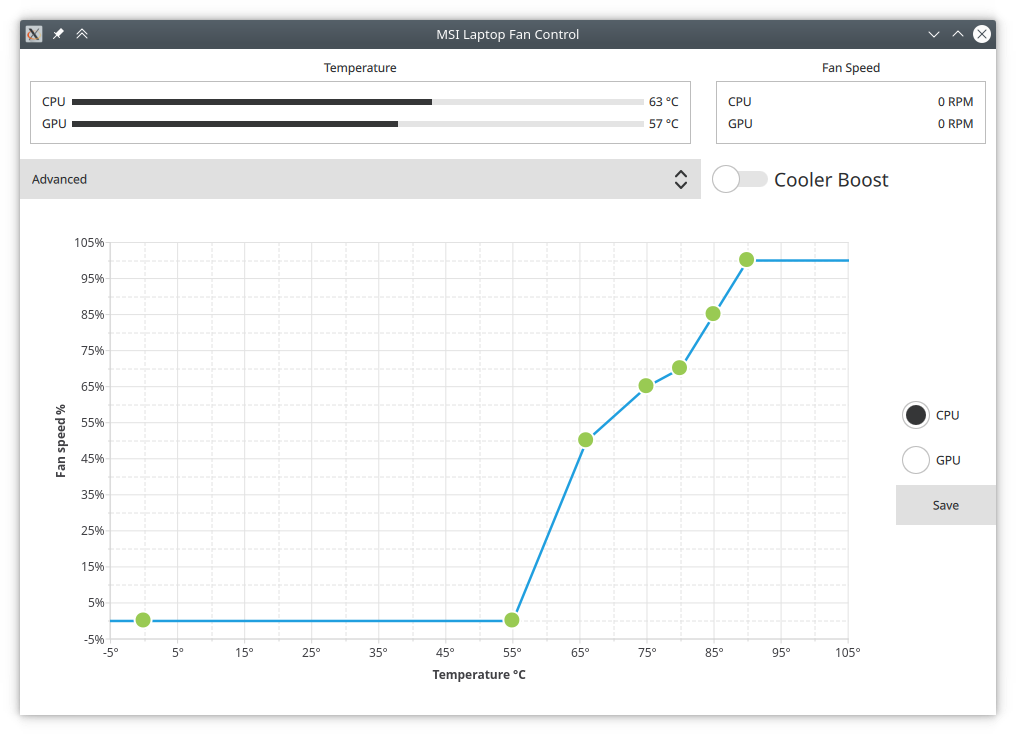 MSI Laptop Fan Control
Temperature
Fan Speed
CPU 63 °C
CPU 0 RPM
GPU 57 °C
GPU 0 RPM
Advanced
Cooler Boost
105%
95%
85%
75%
65%
55%
45%
35%
25%
15%
5%
-5%
Fan speed %
-5° 5° 15° 25° 35° 45° 55° 65° 75° 85° 95° 105°
Temperature °C
CPU
GPU
Save